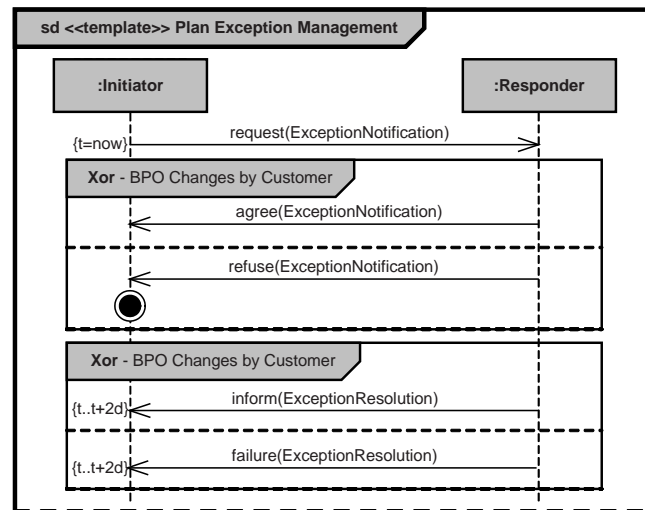 sd <<template>> Plan Exception Management
:Initiator
:Responder
request(ExceptionNotification)
{t=now}
Xor - BPO Changes by Customer
agree(ExceptionNotification)
refuse(ExceptionNotification)
Xor - BPO Changes by Customer
inform(ExceptionResolution)
{t..t+2d}
failure(ExceptionResolution)
{t..t+2d}